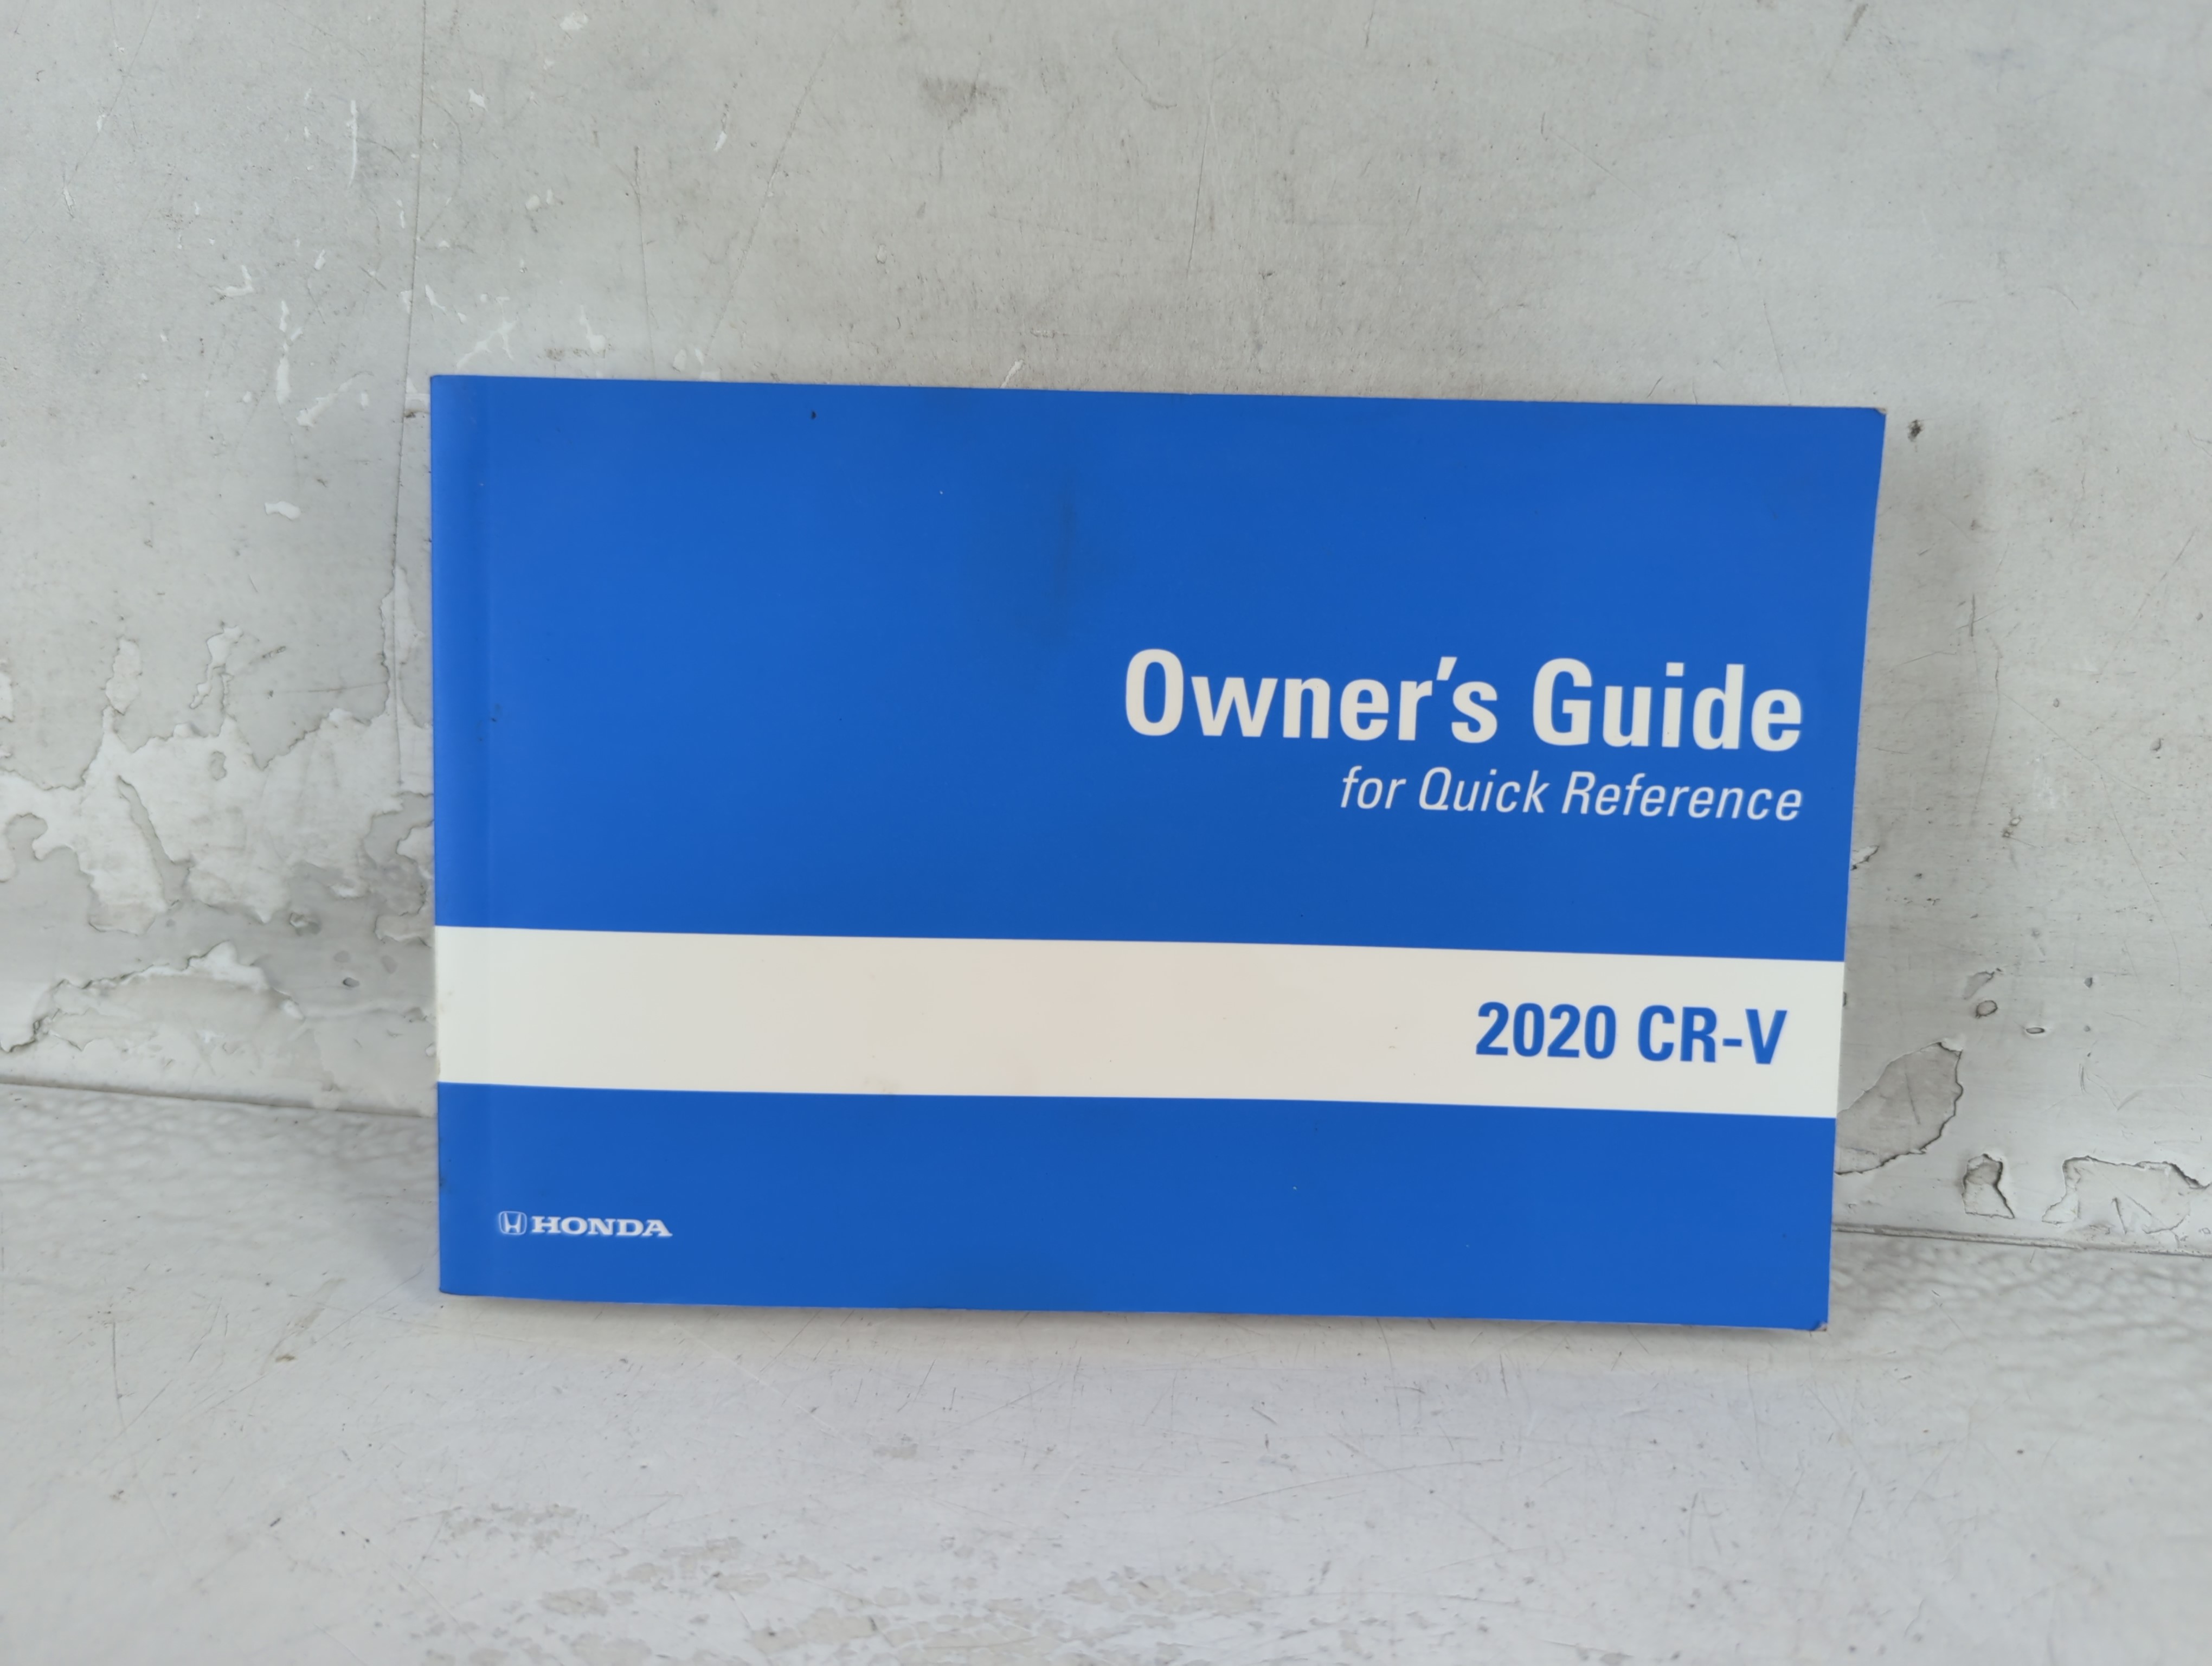 Owner's Guide
for Quick Reference
2020 CR-V
HONDA